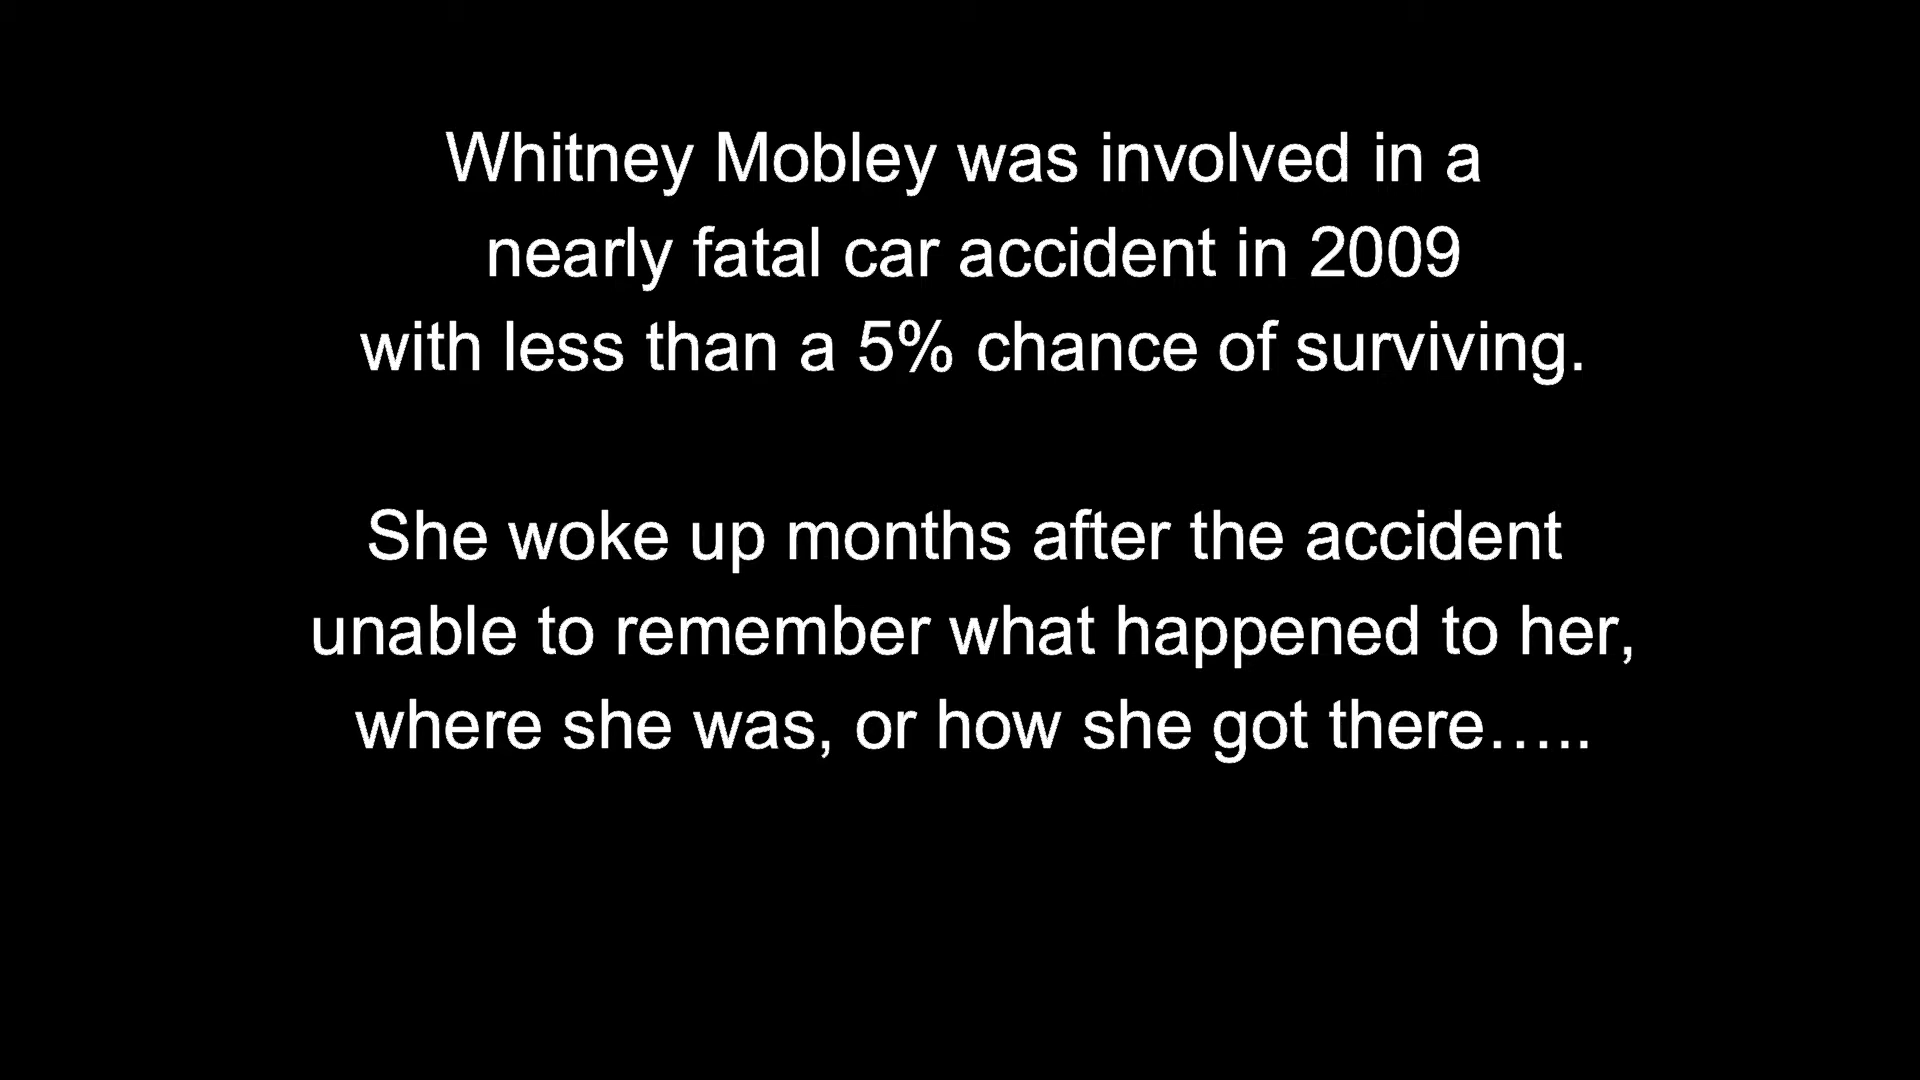 Whitney Mobley was involved in a
nearly fatal car accident in 2009
with less than a 5% chance of surviving.
She woke up months after the accident
unable to remember what happened to her,
where she was, or how she got there…..